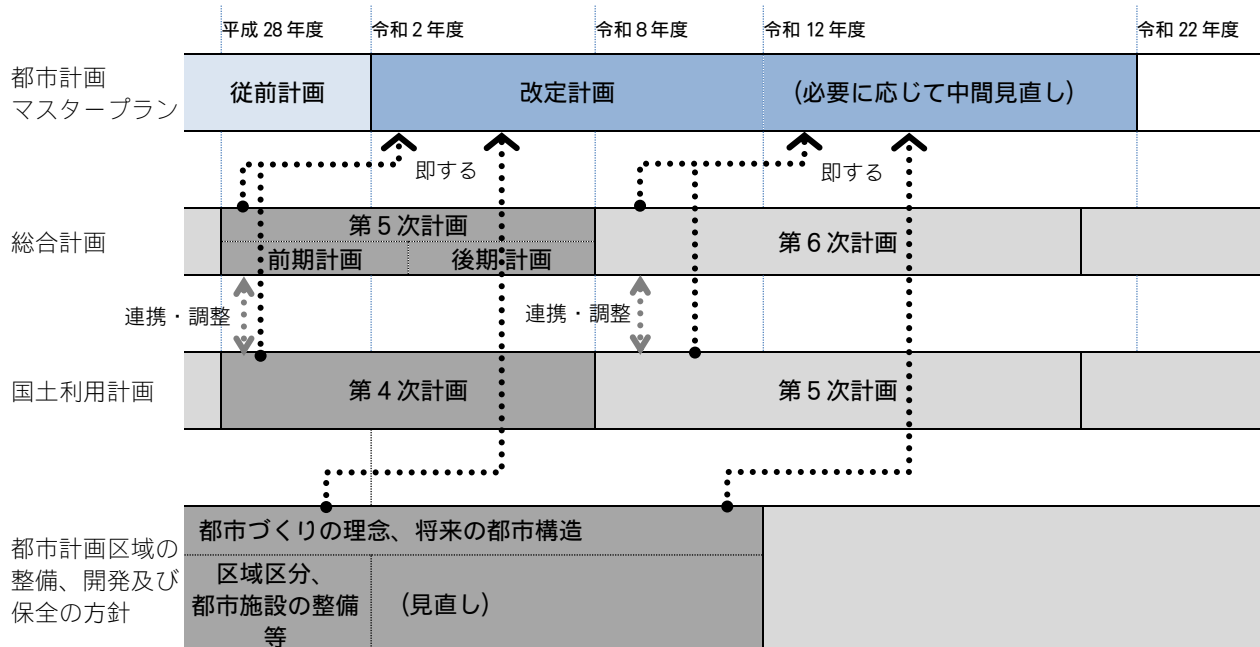 平成 28 年度
令和 2 年度
令和 8 年度
令和 12 年度
令和 22 年度
都市計画
マスタープラン
従前計画
改定計画
(必要に応じて中間見直し)
即する
即する
総合計画
第 5 次計画
前期計画
後期計画
第 6 次計画
連携・調整
連携・調整
国土利用計画
第 4 次計画
第 5 次計画
都市計画区域の
整備、開発及び
保全の方針
都市づくりの理念、将来の都市構造
区域区分、
都市施設の整備
等
(見直し)